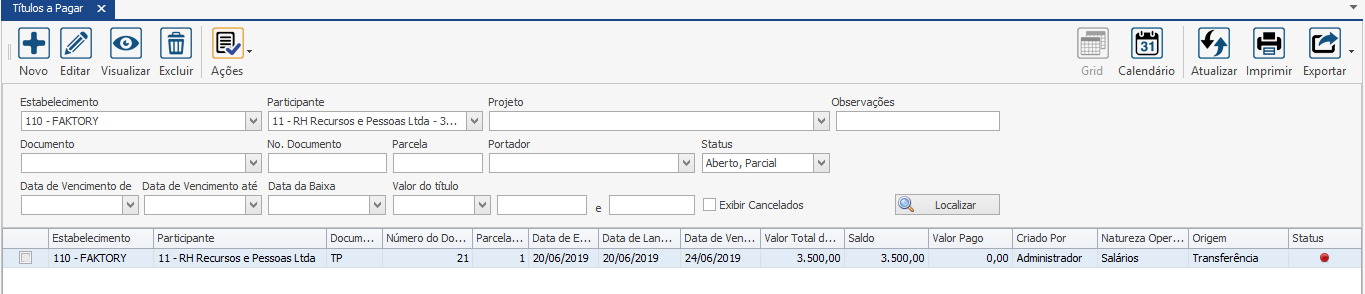 Títulos a Pagar
Novo Editar Visualizar Excluir Ações Grid 31 Calendário Atualizar Imprimir Exportar
Estabelecimento Participante Projeto Observações
110 - FAKTORY 11 - RH Recursos e Pessoas Ltda - 3...
Documento No. Documento Parcela Portador Status
Aberto, Parcial
Data de Vencimento de Data de Vencimento até Data da Baixa Valor do título
e Exibir Cancelados Localizar
Estabelecimento Participante Docum... Número do Do... Parcela... Data de E... Data de Lan... Data de Ven... Valor Total d... Saldo Valor Pago Criado Por Natureza Oper... Origem Status
110 - FAKTORY 11 - RH Recursos e Pessoas Ltda TP 21 1 20/06/2019 20/06/2019 24/06/2019 3.500,00 3.500,00 0,00 Administrador Salários Transferência